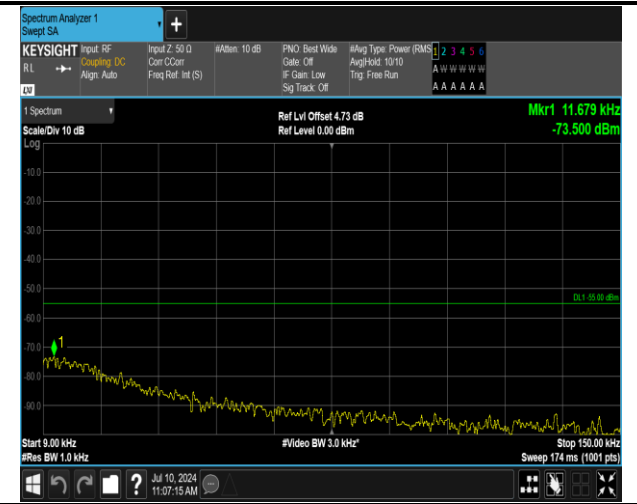 Spectrum Analyzer 1
Swept SA
+
KEYSIGHT
RL
LXI
Input: RF
Coupling: DC
Align: Auto
Input Z: 50 Ω
Corr CCorr
Freq Ref: Int (S)
#Atten: 10 dB
PNO: Best Wide
Gate: Off
IF Gain: Low
Sig Track: Off
#Avg Type: Power (RMS
Avg|Hold: 10/10
Trig: Free Run
1 2 3 4 5 6
A W W W W W
A A A A A A
1 Spectrum
Scale/Div 10 dB
Ref Lvl Offset 4.73 dB
Ref Level 0.00 dBm
Mkr1 11.679 kHz
-73.500 dBm
Log
-10.0
-20.0
-30.0
-40.0
-50.0
DL1 -55.00 dBm
-60.0
-70.0
1
-80.0
-90.0
Start 9.00 kHz
#Video BW 3.0 kHz*
Stop 150.00 kHz
#Res BW 1.0 kHz
Sweep 174 ms (1001 pts)
?
Jul 10, 2024
11:07:15 AM